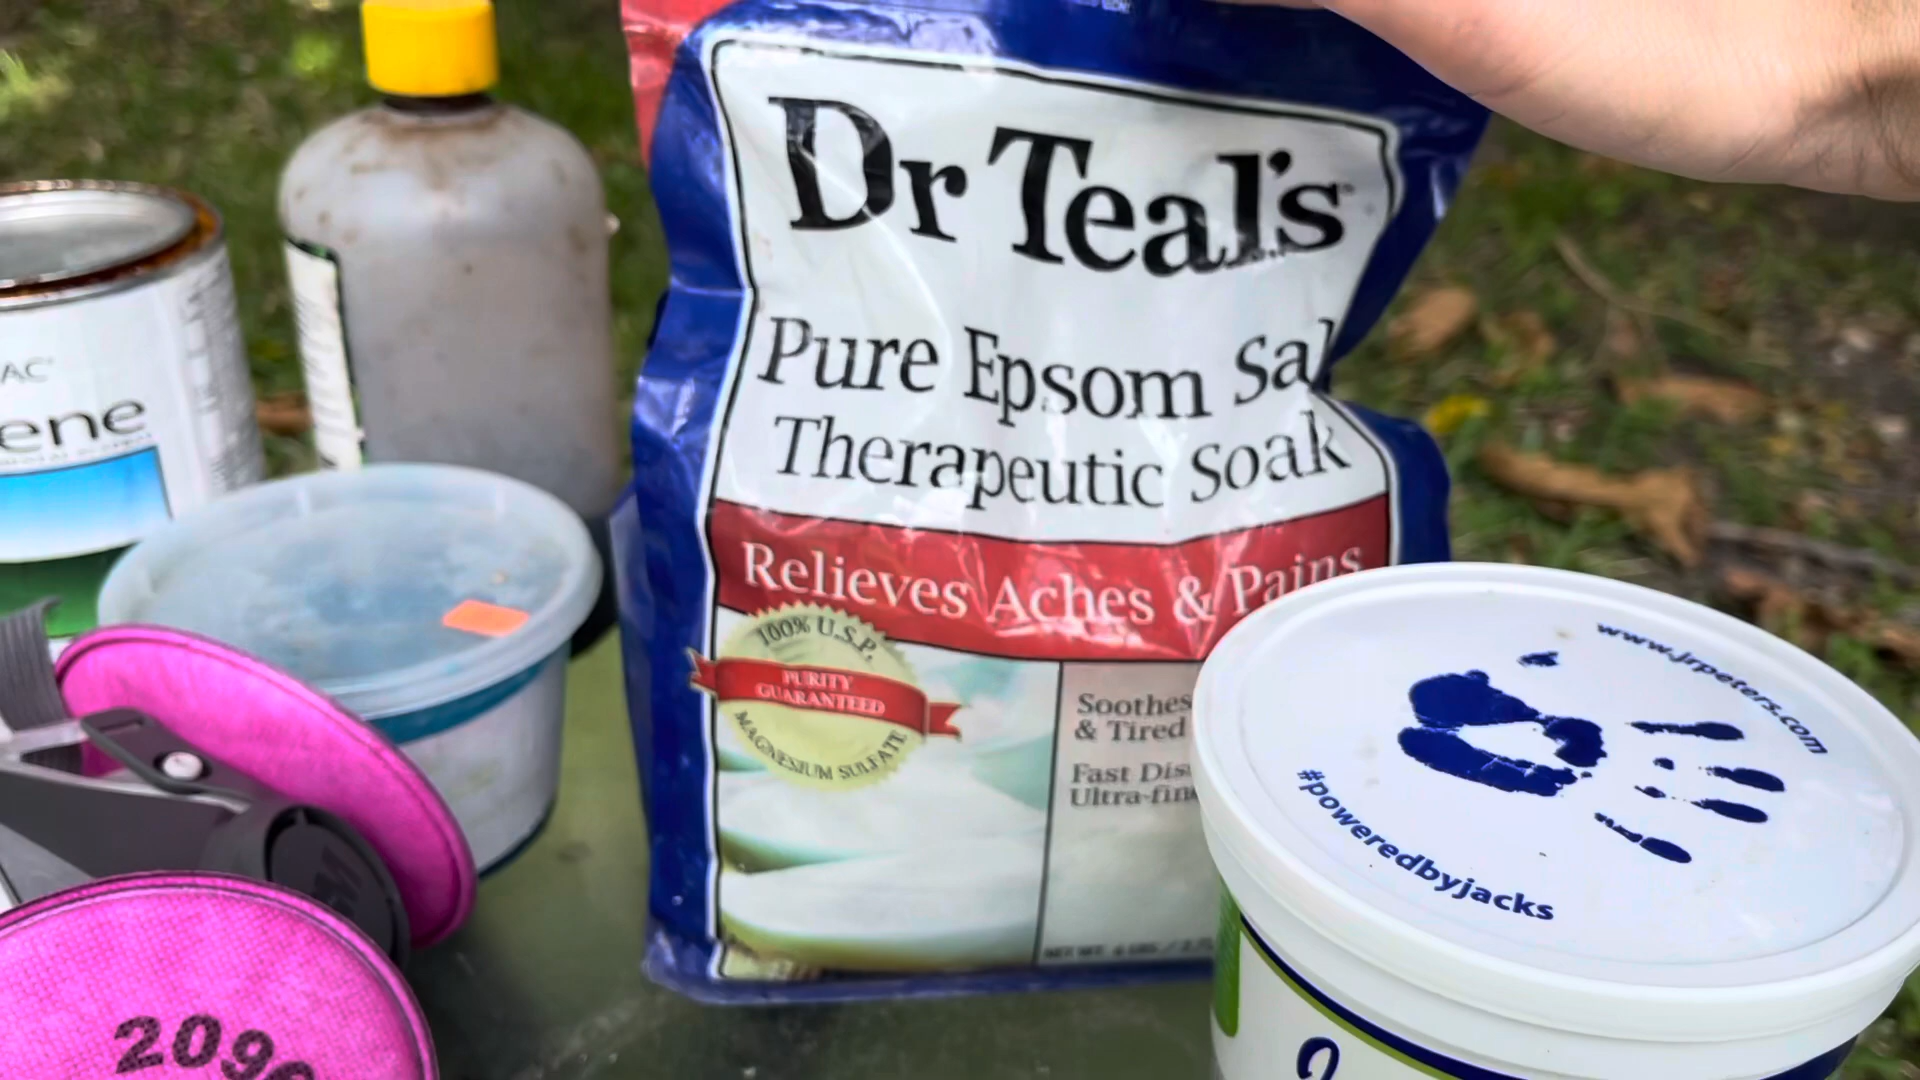 Dr Teal's
Pure Epsom Sal
Therapeutic Soak
Relieves Aches & Pains
100% U.S.P.
PURITY
GUARANTEED
MAGNESIUM SULFATE
Soothes
& Tired
Fast Dis
Ultra-fin
AC
ene
2096
www.jrpeters.com
#poweredbyjacks
J